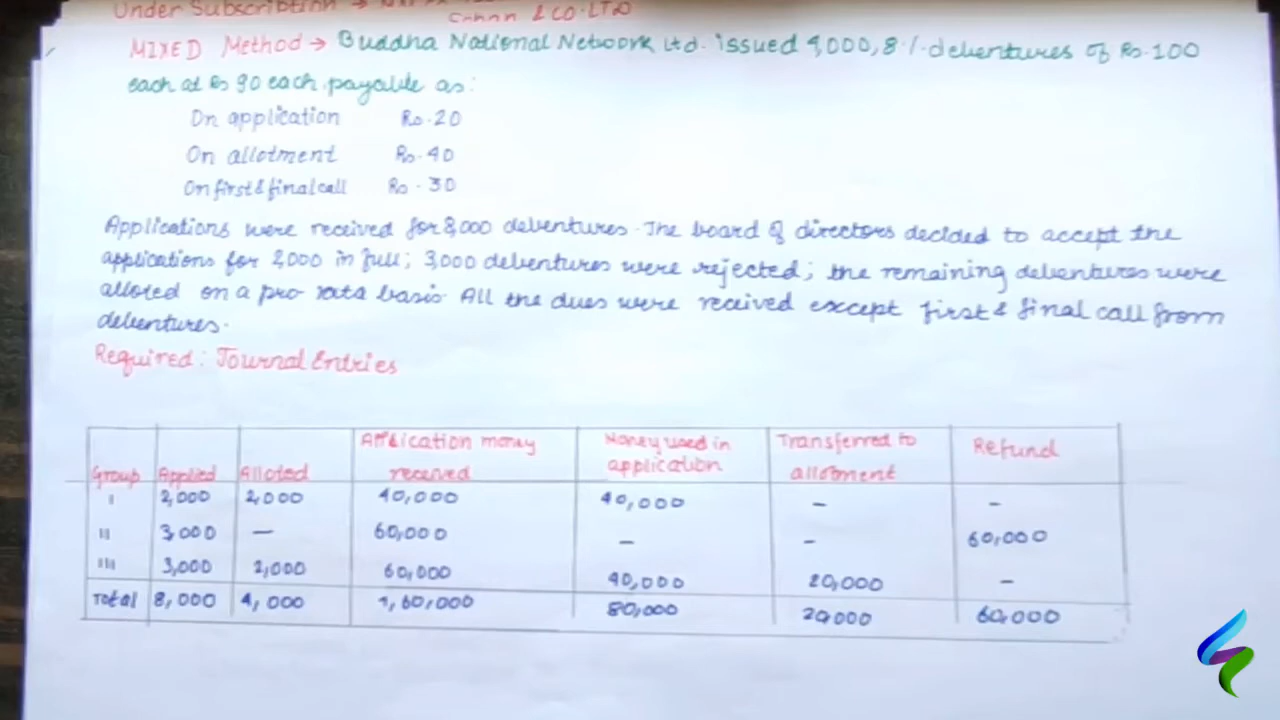 Under Subscription →
& CO. LTD
MIXED Method → Buddha National Network Ltd. issued 4,000, 8% debentures of Rs.100
each at Rs 90 each, payable as:
On application Rs. 20
On allotment Rs. 40
On first & final call Rs. 30
Applications were received for 8,000 debentures. The board of directors decided to accept the
applications for 2,000 in full; 3,000 debentures were rejected; the remaining debentures were
alloted on a pro rata basis. All the dues were received except first & final call from
debentures.
Required: Journal Entries
Group Applied Alloted Application money received Money used in application Transferred to allotment Refund
I 2,000 2,000 40,000 40,000 - -
II 3,000 — 60,000 - - 60,000
III 3,000 2,000 60,000 40,000 20,000 -
Total 8,000 4,000 1,60,000 80,000 20,000 60,000